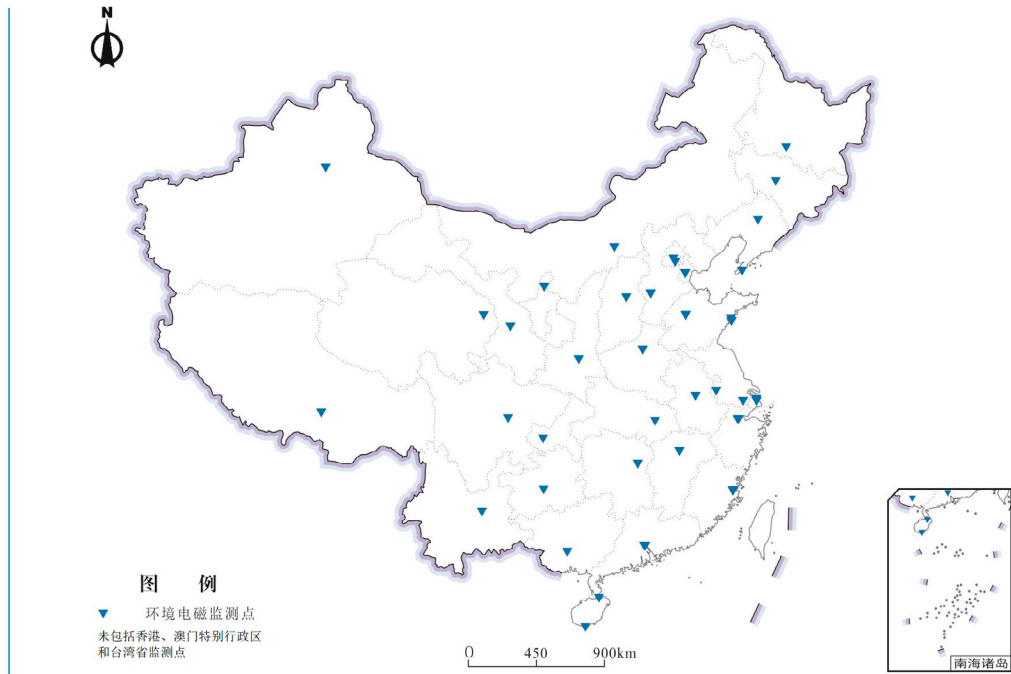 N
图 例
环境电磁监测点
未包括香港、澳门特别行政区
和台湾省监测点
0 450 900km
南海诸岛